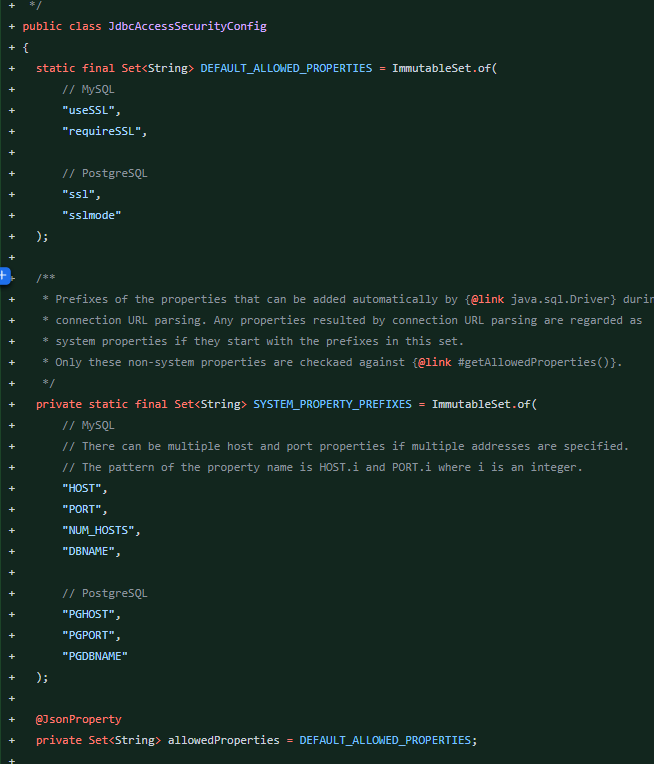 +  */
+ public class JdbcAccessSecurityConfig
+ {
+   static final Set<String> DEFAULT_ALLOWED_PROPERTIES = ImmutableSet.of(
+       // MySQL
+       "useSSL",
+       "requireSSL",
+
+       // PostgreSQL
+       "ssl",
+       "sslmode"
+   );
+
+   /**
+    * Prefixes of the properties that can be added automatically by {@link java.sql.Driver} durin
+    * connection URL parsing. Any properties resulted by connection URL parsing are regarded as
+    * system properties if they start with the prefixes in this set.
+    * Only these non-system properties are checkaed against {@link #getAllowedProperties()}.
+    */
+   private static final Set<String> SYSTEM_PROPERTY_PREFIXES = ImmutableSet.of(
+       // MySQL
+       // There can be multiple host and port properties if multiple addresses are specified.
+       // The pattern of the property name is HOST.i and PORT.i where i is an integer.
+       "HOST",
+       "PORT",
+       "NUM_HOSTS",
+       "DBNAME",
+
+       // PostgreSQL
+       "PGHOST",
+       "PGPORT",
+       "PGDBNAME"
+   );
+
+   @JsonProperty
+   private Set<String> allowedProperties = DEFAULT_ALLOWED_PROPERTIES;
+